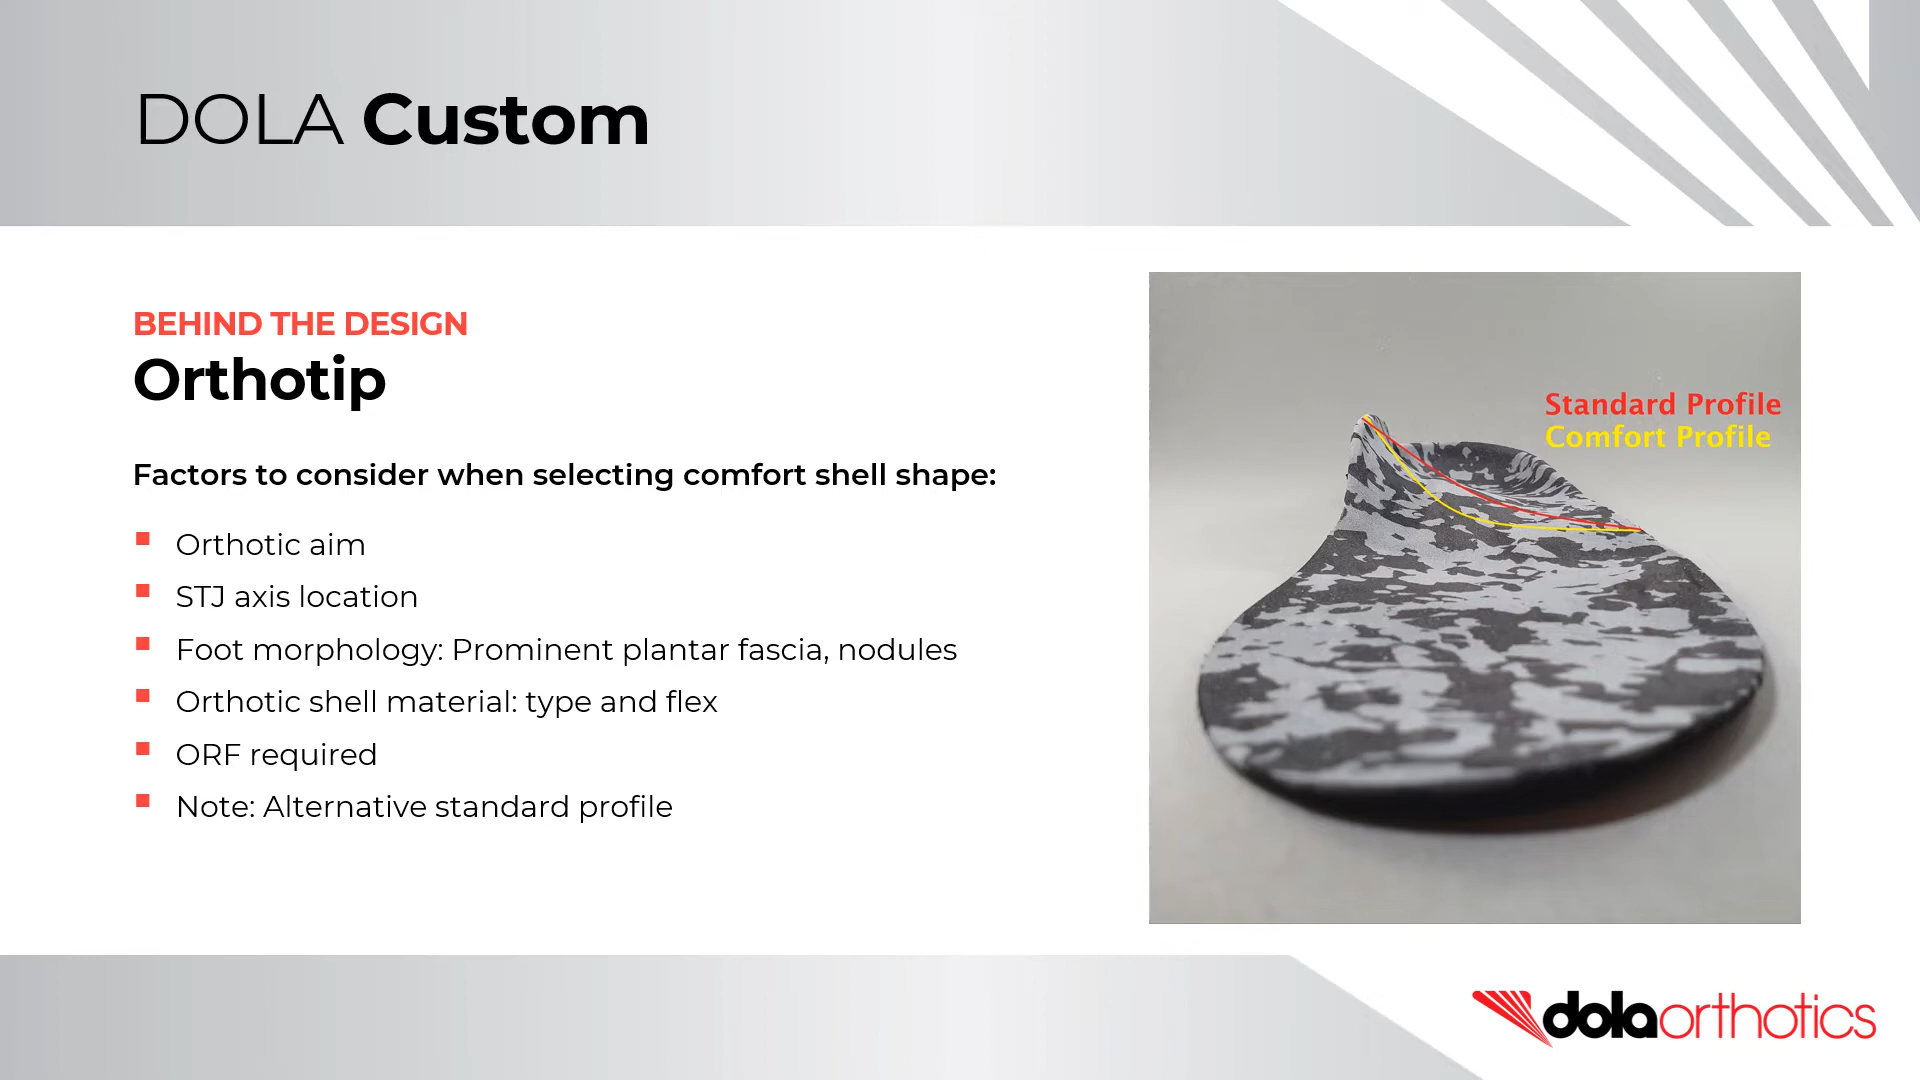 DOLA Custom
BEHIND THE DESIGN
Orthotip
Factors to consider when selecting comfort shell shape:
Orthotic aim
STJ axis location
Foot morphology: Prominent plantar fascia, nodules
Orthotic shell material: type and flex
ORF required
Note: Alternative standard profile
Standard Profile
Comfort Profile
dolaorthotics